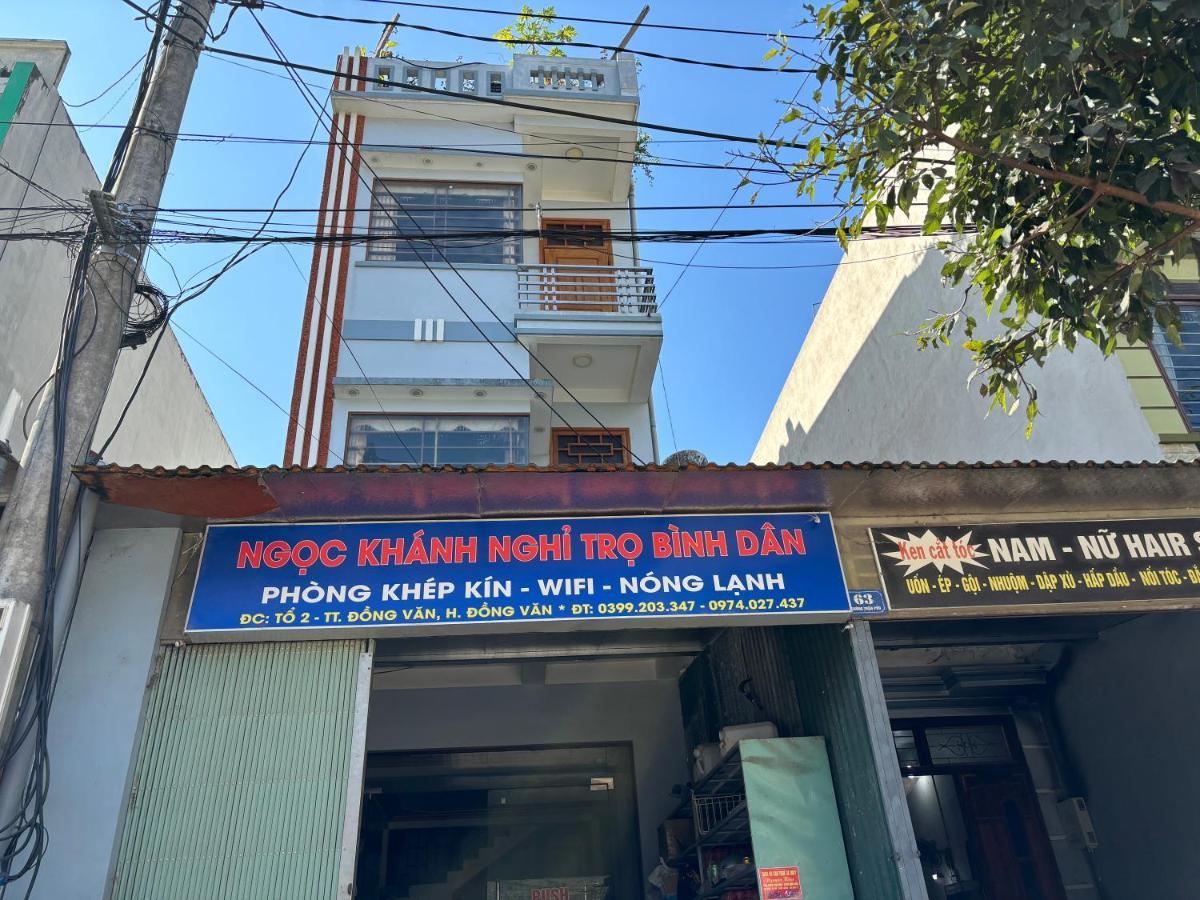 NGỌC KHÁNH NGHỈ TRỌ BÌNH DÂN
PHÒNG KHÉP KÍN - WIFI - NÓNG LẠNH
ĐC: TỔ 2 - TT. ĐỒNG VĂN, H. ĐỒNG VĂN * ĐT: 0399.203.347 - 0974.027.437
63
Ken cắt tóc
NAM - NỮ HAIR S
UỐN - ÉP - GỘI - NHUỘM - DẬP XÙ - HẤP DẦU - NỐI TÓC - D
PUSH